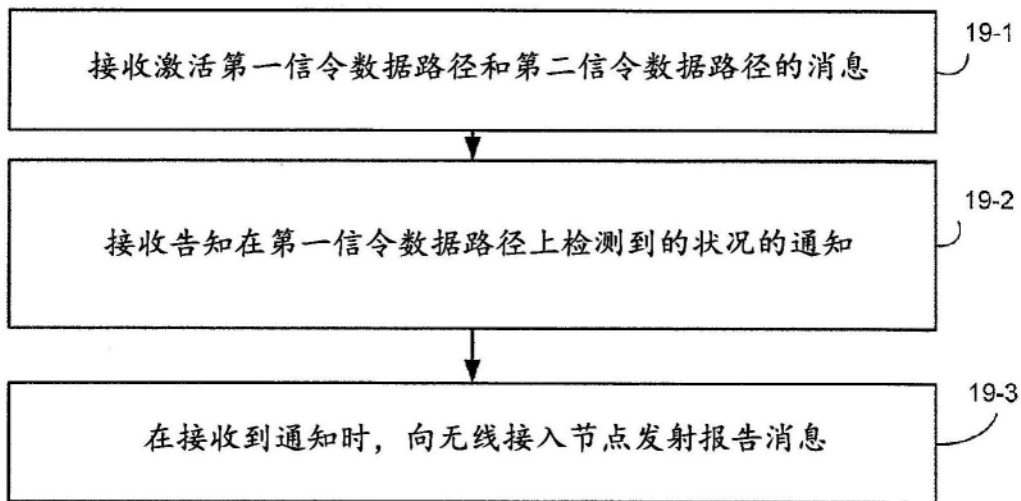 接收激活第一信令数据路径和第二信令数据路径的消息
19-1
接收告知在第一信令数据路径上检测到的状况的通知
19-2
在接收到通知时，向无线接入节点发射报告消息
19-3